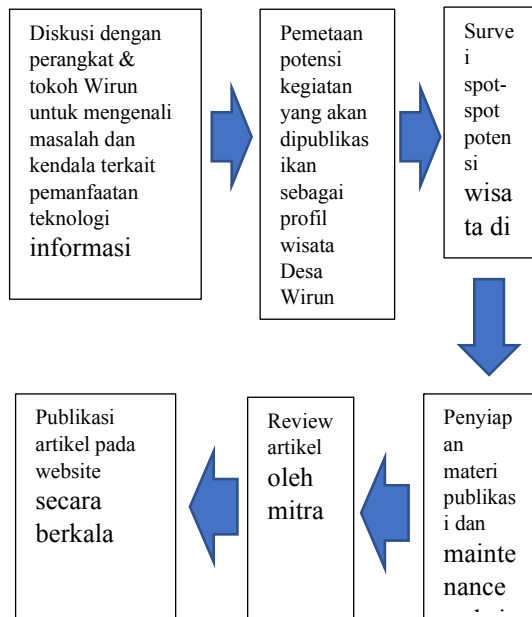 Diskusi dengan
perangkat &
tokoh Wirun
untuk mengenali
masalah dan
kendala terkait
pemanfaatan
teknologi
informasi
Pemetaan
potensi
kegiatan
yang akan
dipublikas
ikan
sebagai
profil
wisata
Desa
Wirun
Surve
i
spot-
spot
poten
si
wisa
ta di
Penyiap
an
materi
publikas
i dan
mainte
nance
Review
artikel
oleh
mitra
Publikasi
artikel pada
website
secara
berkala